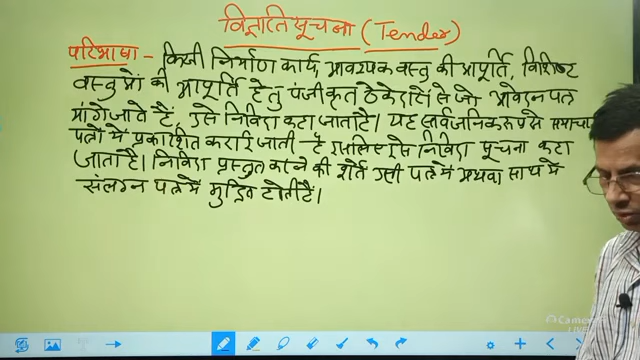 विज्ञप्ति सूचना (Tender)
परिभाषा - किसी निर्माण कार्य, आवश्यक वस्तु की आपूर्ति, विशिष्ट
वस्तुओं की आपूर्ति हेतु पंजीकृत ठेकेदारों से जो आवेदन पत्र
मांगे जाते हैं, उसे निविदा कहा जाता है। यह सार्वजनिक रूप से समाचार
पत्रों में प्रकाशित कराई जाती है इसलिए इसे निविदा सूचना कहा
जाता है। निविदा प्रस्तुत करने की शर्ते उसी पत्र में अथवा साथ में
संलग्न पत्र में मुद्रित होती हैं।